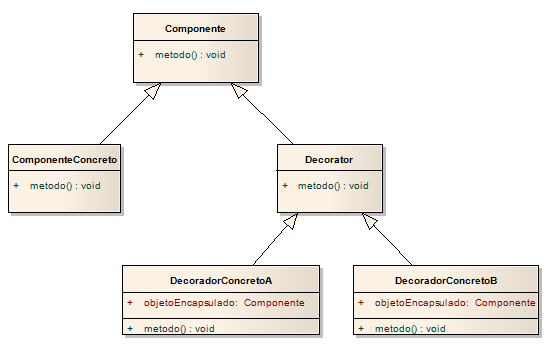 Componente
+ metodo() : void
ComponenteConcreto
+ metodo() : void
Decorator
+ metodo() : void
DecoradorConcretoA
+ objetoEncapsulado: Componente
+ metodo() : void
DecoradorConcretoB
+ objetoEncapsulado: Componente
+ metodo() : void